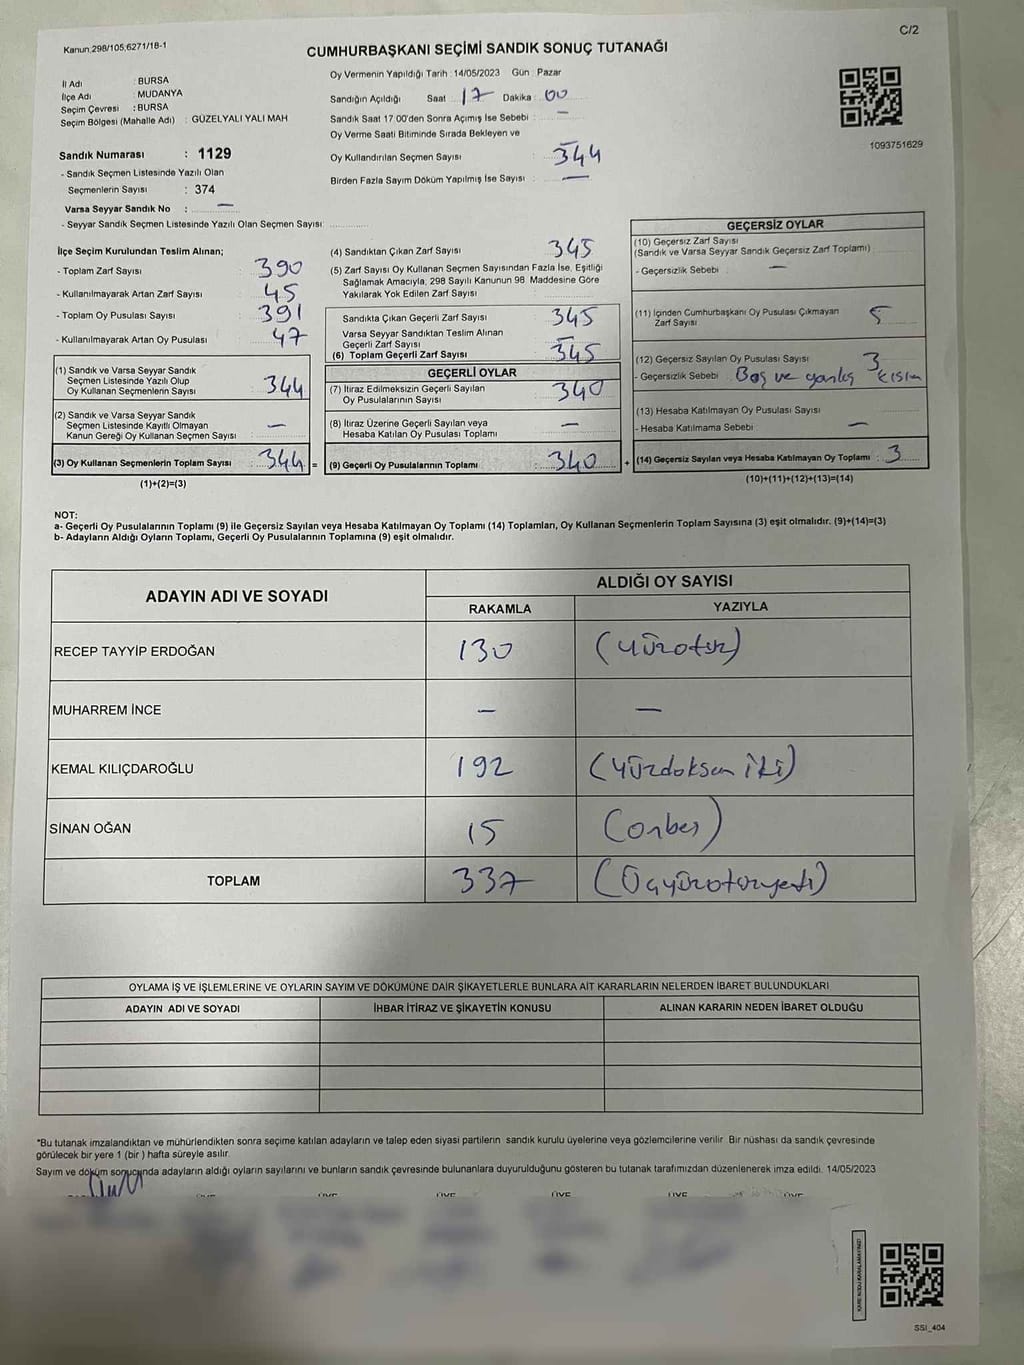 C/2
Kanun,298/105,6271/18-1
CUMHURBAŞKANI SEÇİMİ SANDIK SONUÇ TUTANAĞI
İl Adı : BURSA
İlçe Adı : MUDANYA
Seçim Çevresi : BURSA
Seçim Bölgesi (Mahalle Adı) : GÜZELYALI YALI MAH
Sandık Numarası : 1129
- Sandık Seçmen Listesinde Yazılı Olan
Seçmenlerin Sayısı : 374
Varsa Seyyar Sandık No : —
- Seyyar Sandık Seçmen Listesinde Yazılı Olan Seçmen Sayısı:
Oy Vermenin Yapıldığı Tarih : 14/05/2023 Gün : Pazar
Sandığın Açıldığı Saat : 17 Dakika : 00
Sandık Saat 17:00'den Sonra Açımış İse Sebebi : —
Oy Verme Saati Bitiminde Sırada Bekleyen ve
Oy Kullandırılan Seçmen Sayısı : 344
Birden Fazla Sayım Döküm Yapılmış İse Sayısı : —
1093751629
İlçe Seçim Kurulundan Teslim Alınan;
- Toplam Zarf Sayısı : 390
- Kullanılmayarak Artan Zarf Sayısı : 45
- Toplam Oy Pusulası Sayısı : 391
- Kullanılmayarak Artan Oy Pusulası : 47
(1) Sandık ve Varsa Seyyar Sandık
Seçmen Listesinde Yazılı Olup
Oy Kullanan Seçmenlerin Sayısı : 344
(2) Sandık ve Varsa Seyyar Sandık
Seçmen Listesinde Kayıtlı Olmayan
Kanun Gereği Oy Kullanan Seçmen Sayısı : —
(3) Oy Kullanan Seçmenlerin Toplam Sayısı : 344 =
(1)+(2)=(3)
(4) Sandıktan Çıkan Zarf Sayısı : 345
(5) Zarf Sayısı Oy Kullanan Seçmen Sayısından Fazla İse, Eşitliği
Sağlamak Amacıyla, 298 Sayılı Kanunun 98. Maddesine Göre
Yakılarak Yok Edilen Zarf Sayısı :
Sandıkta Çıkan Geçerli Zarf Sayısı : 345
Varsa Seyyar Sandıktan Teslim Alınan
Geçerli Zarf Sayısı : —
(6) Toplam Geçerli Zarf Sayısı : 345
GEÇERLİ OYLAR
(7) İtiraz Edilmeksizin Geçerli Sayılan
Oy Pusulalarının Sayısı : 340
(8) İtiraz Üzerine Geçerli Sayılan veya
Hesaba Katılan Oy Pusulası Toplamı : —
(9) Geçerli Oy Pusulalarının Toplamı : 340 +
GEÇERSİZ OYLAR
(10) Geçersiz Zarf Sayısı
(Sandık ve Varsa Seyyar Sandık Geçersiz Zarf Toplamı)
- Geçersizlik Sebebi : —
(11) İçinden Cumhurbaşkanı Oy Pusulası Çıkmayan
Zarf Sayısı : 5
(12) Geçersiz Sayılan Oy Pusulası Sayısı : 3
- Geçersizlik Sebebi : Boş ve yanlış kısım
(13) Hesaba Katılmayan Oy Pusulası Sayısı :
- Hesaba Katılmama Sebebi : —
(14) Geçersiz Sayılan veya Hesaba Katılmayan Oy Toplamı : 3
(10)+(11)+(12)+(13)=(14)
NOT:
a- Geçerli Oy Pusulalarının Toplamı (9) ile Geçersiz Sayılan veya Hesaba Katılmayan Oy Toplamı (14) Toplamları, Oy Kullanan Seçmenlerin Toplam Sayısına (3) eşit olmalıdır. (9)+(14)=(3)
b- Adayların Aldığı Oyların Toplamı, Geçerli Oy Pusulalarının Toplamına (9) eşit olmalıdır.
ADAYIN ADI VE SOYADI
ALDIĞI OY SAYISI
RAKAMLA YAZIYLA
RECEP TAYYİP ERDOĞAN 130 (Yüzotuz)
MUHARREM İNCE — —
KEMAL KILIÇDAROĞLU 192 (Yüzdoksan iki)
SİNAN OĞAN 15 (onbeş)
TOPLAM 337 (Üçyüzotuzyedi)
OYLAMA İŞ VE İŞLEMLERİNE VE OYLARIN SAYIM VE DÖKÜMÜNE DAİR ŞİKAYETLERLE BUNLARA AİT KARARLARIN NELERDEN İBARET BULUNDUKLARI
ADAYIN ADI VE SOYADI İHBAR İTİRAZ VE ŞİKAYETİN KONUSU ALINAN KARARIN NEDEN İBARET OLDUĞU
*Bu tutanak imzalandıktan ve mühürlendikten sonra seçime katılan adayların ve talep eden siyasi partilerin sandık kurulu üyelerine veya gözlemcilerine verilir. Bir nüshası da sandık çevresinde
görülecek bir yere 1 (bir) hafta süreyle asılır.
Sayım ve döküm sonucunda adayların aldığı oyların sayılarını ve bunların sandık çevresinde bulunanlara duyurulduğunu gösteren bu tutanak tarafımızdan düzenlenerek imza edildi. 14/05/2023
ÜYE ÜYE ÜYE ÜYE ÜYE ÜYE
KARE KODU KARALAMAYINIZ!
SSI_404